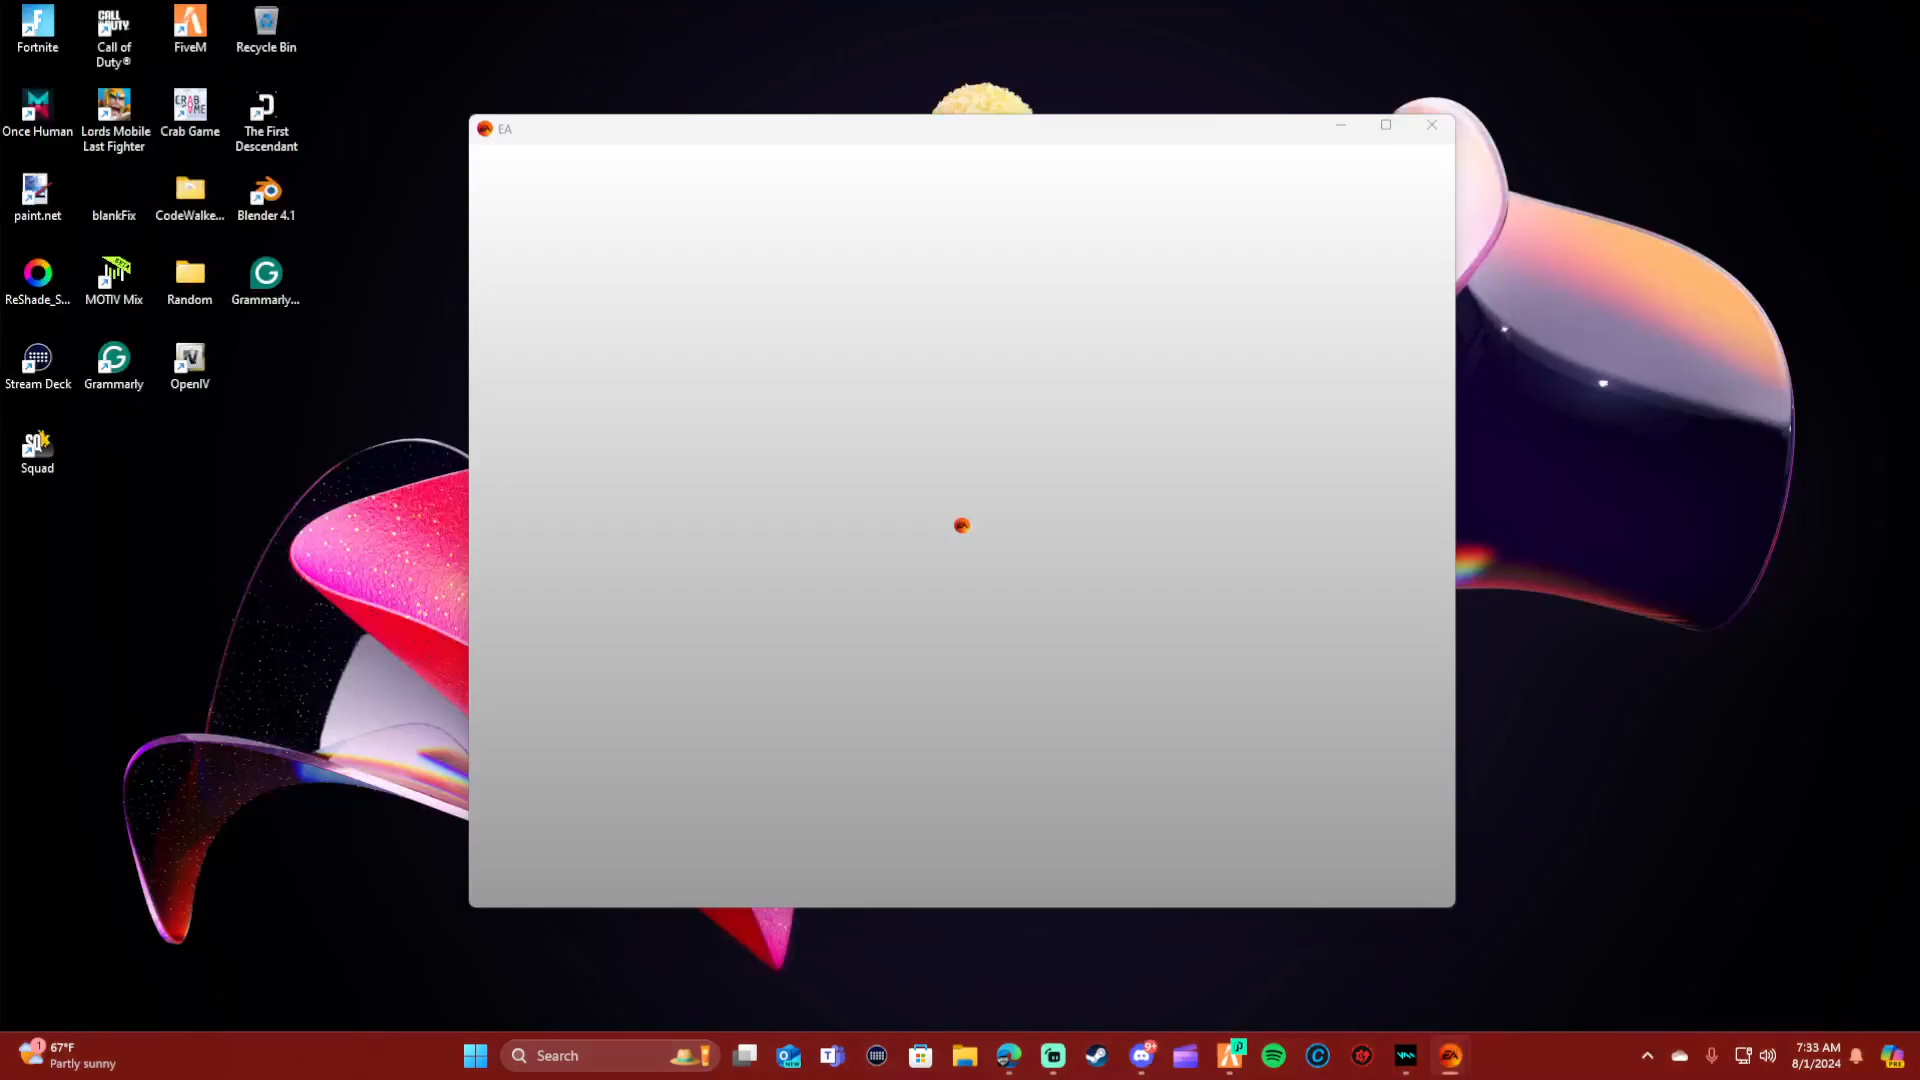 Fortnite
Call of
Duty®
FiveM
Recycle Bin
Once Human
Lords Mobile
Last Fighter
Crab Game
The First
Descendant
paint.net
blankFix
CodeWalke...
Blender 4.1
ReShade_S...
MOTIV Mix
Random
Grammarly...
Stream Deck
Grammarly
OpenIV
Squad
EA
67°F
Partly sunny
Search
7:33 AM
8/1/2024